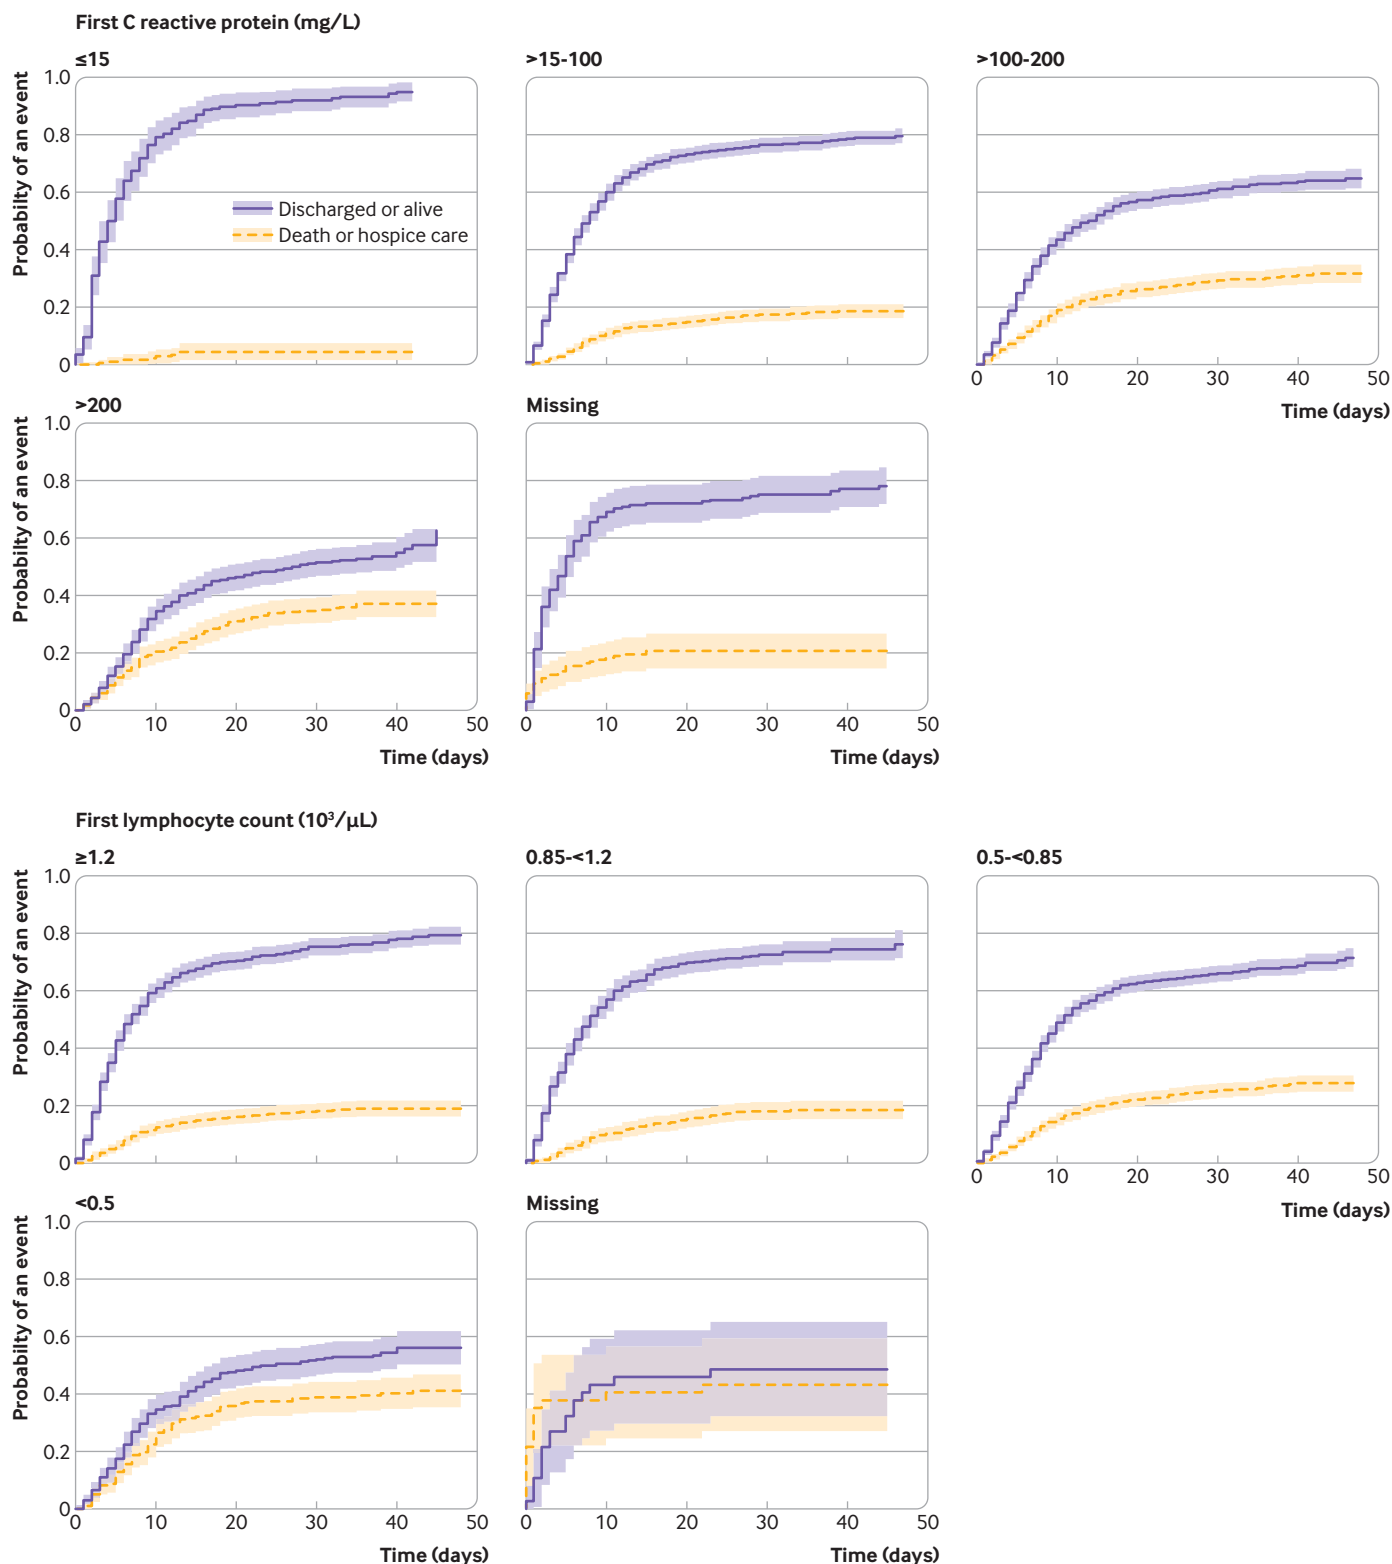 First C reactive protein (mg/L)
≤15
>15-100
>100-200
Probabilty of an event
1.0
0.8
0.6
0.4
0.2
0
Discharged or alive
Death or hospice care
0 10 20 30 40 50
Time (days)
>200
Missing
Probabilty of an event
1.0
0.8
0.6
0.4
0.2
0
0 10 20 30 40 50
0 10 20 30 40 50
Time (days)
Time (days)
First lymphocyte count (10³/µL)
≥1.2
0.85-<1.2
0.5-<0.85
Probabilty of an event
1.0
0.8
0.6
0.4
0.2
0
0 10 20 30 40 50
Time (days)
<0.5
Missing
Probabilty of an event
1.0
0.8
0.6
0.4
0.2
0
0 10 20 30 40 50
0 10 20 30 40 50
Time (days)
Time (days)